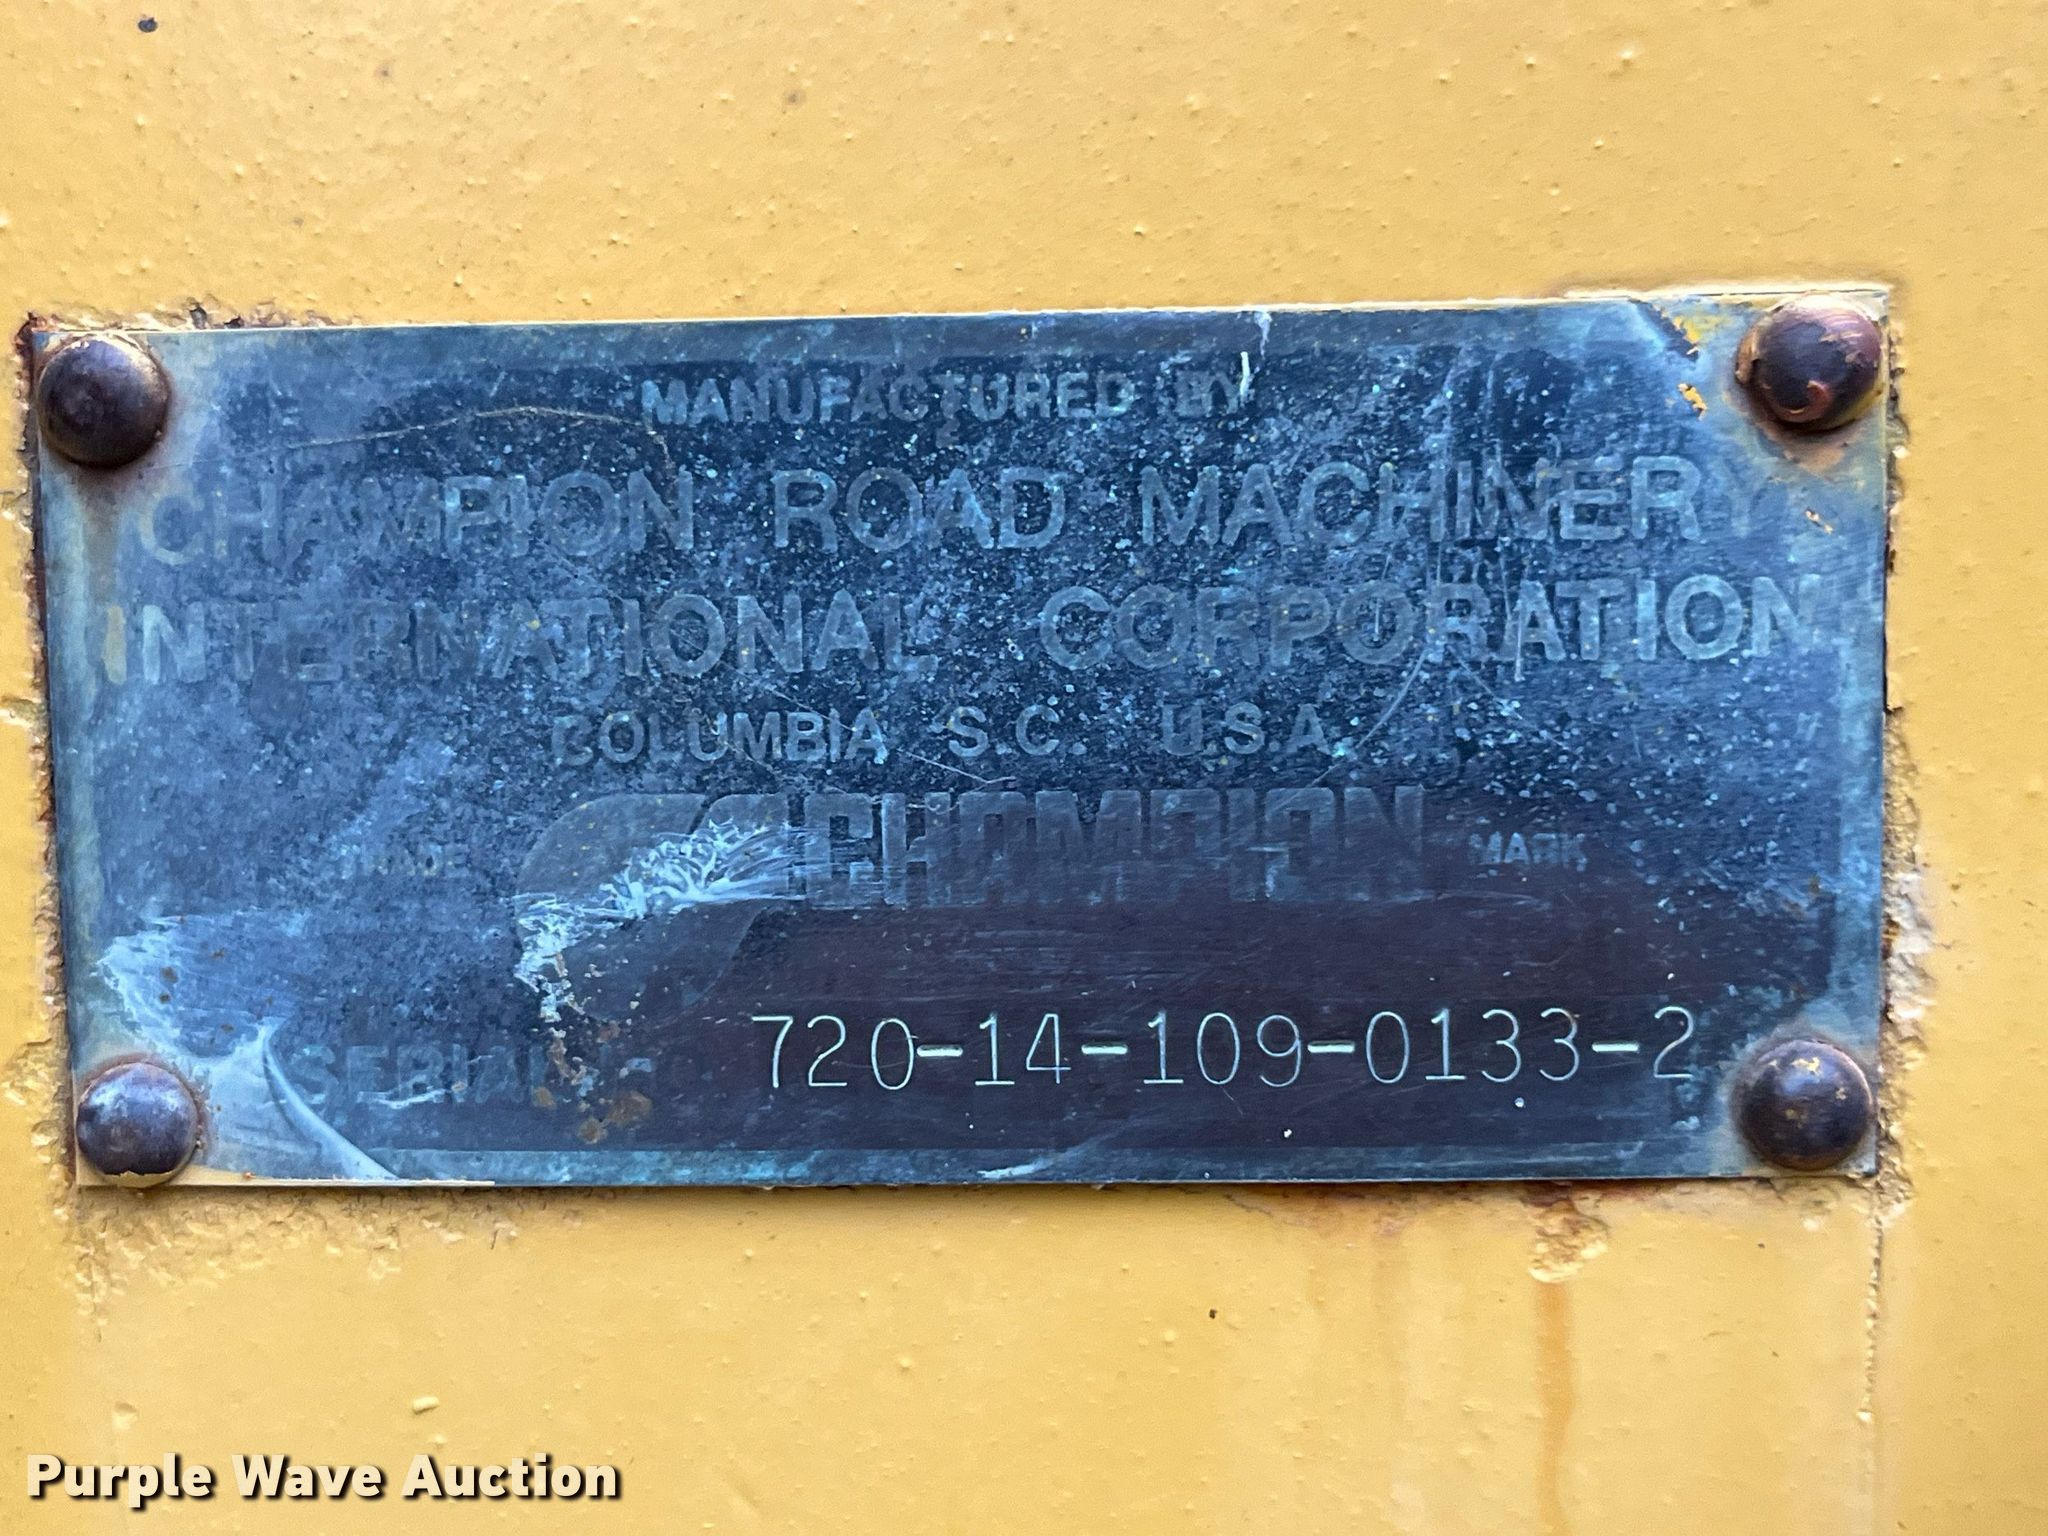 MANUFACTURED BY
CHAMPION ROAD MACHINERY
INTERNATIONAL CORPORATION
COLUMBIA S.C. U.S.A.
TRADE CHAMPION MARK
SERIAL No. 720-14-109-0133-2
Purple Wave Auction